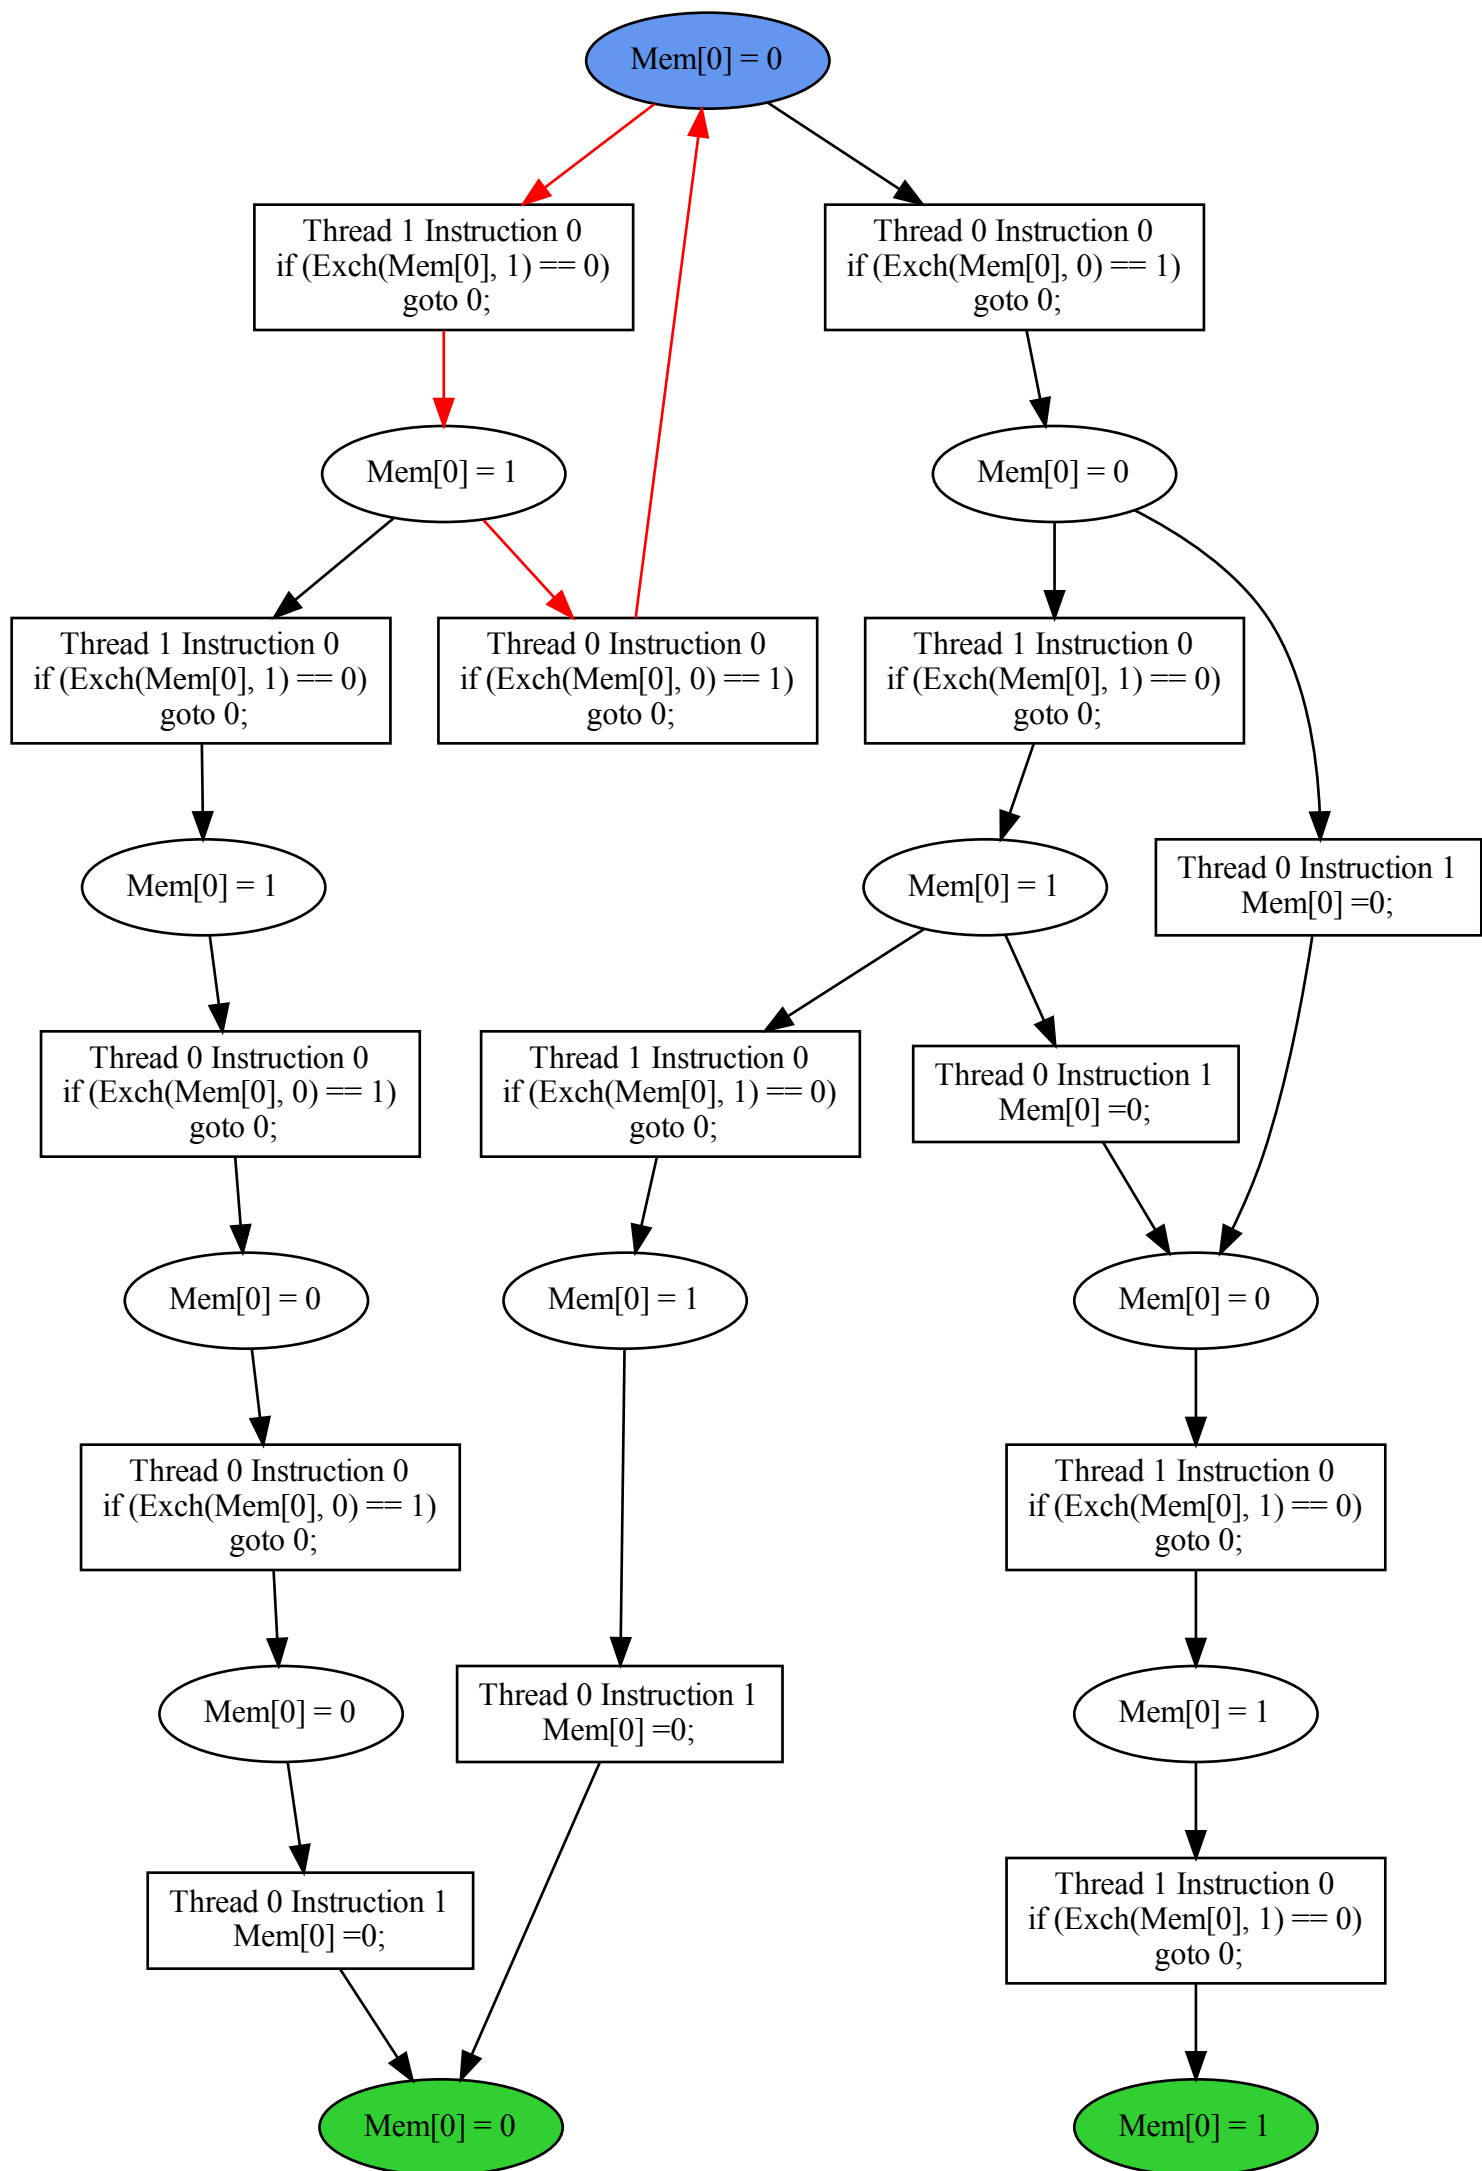 Mem[0] = 0
Thread 1 Instruction 0
if (Exch(Mem[0], 1) == 0)
goto 0;
Thread 0 Instruction 0
if (Exch(Mem[0], 0) == 1)
goto 0;
Mem[0] = 1
Mem[0] = 0
Thread 1 Instruction 0
if (Exch(Mem[0], 1) == 0)
goto 0;
Thread 0 Instruction 0
if (Exch(Mem[0], 0) == 1)
goto 0;
Thread 1 Instruction 0
if (Exch(Mem[0], 1) == 0)
goto 0;
Mem[0] = 1
Mem[0] = 1
Thread 0 Instruction 1
Mem[0] =0;
Thread 0 Instruction 0
if (Exch(Mem[0], 0) == 1)
goto 0;
Thread 1 Instruction 0
if (Exch(Mem[0], 1) == 0)
goto 0;
Thread 0 Instruction 1
Mem[0] =0;
Mem[0] = 0
Mem[0] = 1
Mem[0] = 0
Thread 0 Instruction 0
if (Exch(Mem[0], 0) == 1)
goto 0;
Thread 1 Instruction 0
if (Exch(Mem[0], 1) == 0)
goto 0;
Mem[0] = 0
Thread 0 Instruction 1
Mem[0] =0;
Mem[0] = 1
Thread 0 Instruction 1
Mem[0] =0;
Thread 1 Instruction 0
if (Exch(Mem[0], 1) == 0)
goto 0;
Mem[0] = 0
Mem[0] = 1